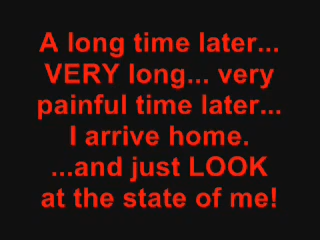 A long time later...
VERY long... very
painful time later...
I arrive home.
...and just LOOK
at the state of me!